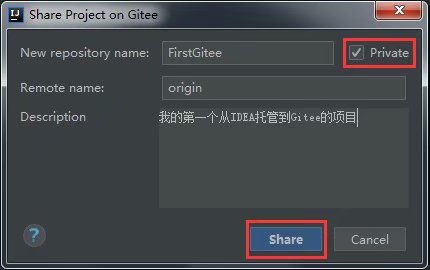 Share Project on Gitee
New repository name: FirstGitee Private
Remote name: origin
Description 我的第一个从IDEA托管到Gitee的项目
? Share Cancel